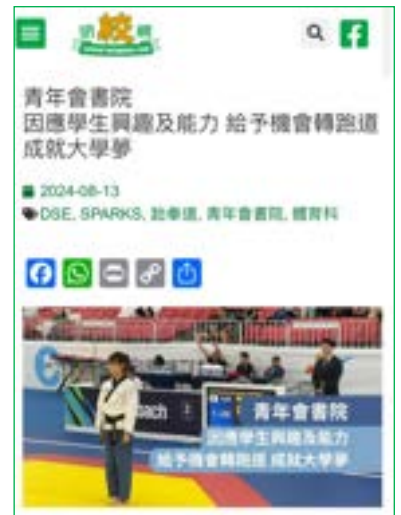 青年會書院
因應學生興趣及能力 給予機會轉跑道
成就大學夢
2024-08-13
DSE, SPARKS, 跆拳道, 青年會書院, 體育科
青年會書院
因應學生興趣及能力
給予機會轉跑道 成就大學夢